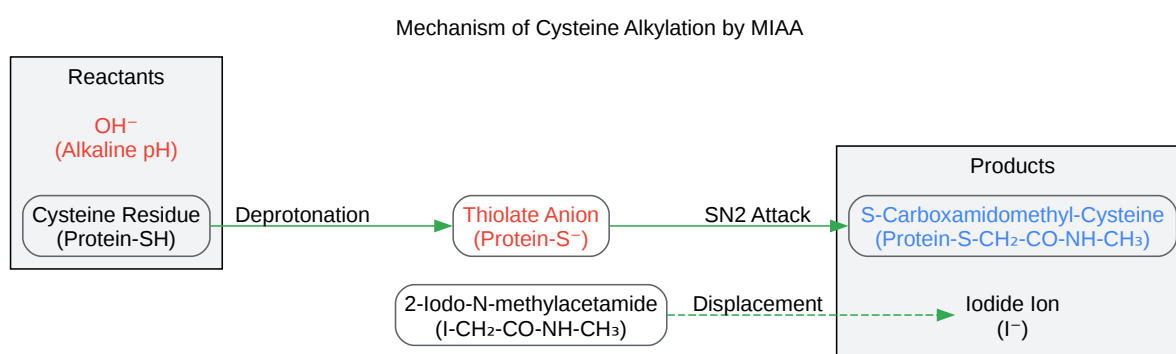 Mechanism of Cysteine Alkylation by MIAA
Reactants
OH⁻
(Alkaline pH)
Cysteine Residue
(Protein-SH)
Deprotonation
Thiolate Anion
(Protein-S⁻)
SN2 Attack
Products
S-Carboxamidomethyl-Cysteine
(Protein-S-CH₂-CO-NH-CH₃)
2-Iodo-N-methylacetamide
(I-CH₂-CO-NH-CH₃)
Displacement
Iodide Ion
(I⁻)